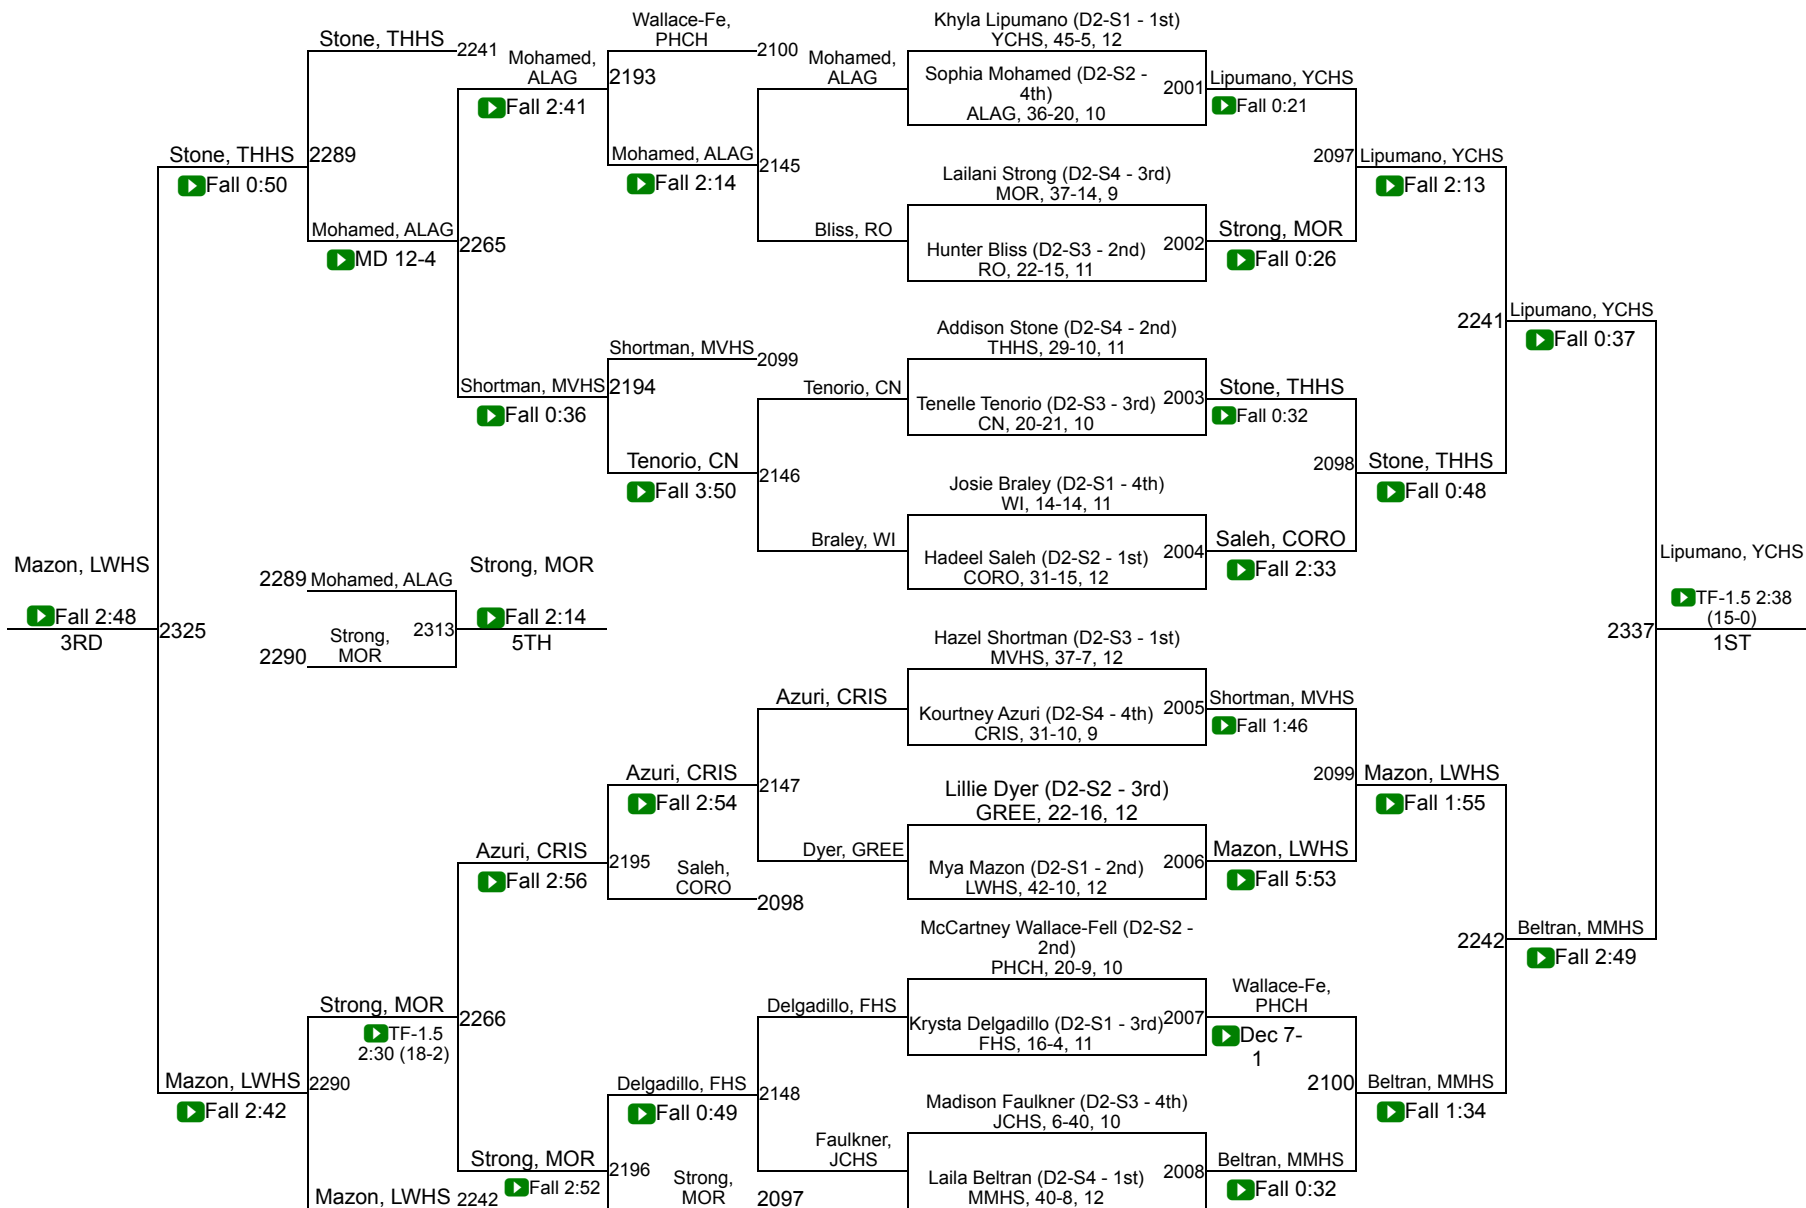 Stone, THHS
2241
Mohamed,
ALAG
Fall 2:41
2193
Wallace-Fe,
PHCH
2100
Mohamed,
ALAG
Khyla Lipumano (D2-S1 - 1st)
YCHS, 45-5, 12
Sophia Mohamed (D2-S2 -
4th)
ALAG, 36-20, 10
2001
Lipumano, YCHS
Fall 0:21
Stone, THHS
Fall 0:50
2289
Mohamed, ALAG
Fall 2:14
2145
Lailani Strong (D2-S4 - 3rd)
MOR, 37-14, 9
2097
Lipumano, YCHS
Fall 2:13
Mohamed, ALAG
MD 12-4
2265
Bliss, RO
Hunter Bliss (D2-S3 - 2nd)
RO, 22-15, 11
2002
Strong, MOR
Fall 0:26
Addison Stone (D2-S4 - 2nd)
THHS, 29-10, 11
2241
Lipumano, YCHS
Fall 0:37
Shortman, MVHS
2099
Shortman, MVHS
Fall 0:36
2194
Tenorio, CN
Tenelle Tenorio (D2-S3 - 3rd)
CN, 20-21, 10
2003
Stone, THHS
Fall 0:32
Tenorio, CN
Fall 3:50
2146
Josie Braley (D2-S1 - 4th)
WI, 14-14, 11
2098
Stone, THHS
Fall 0:48
Braley, WI
Hadeel Saleh (D2-S2 - 1st)
CORO, 31-15, 12
2004
Saleh, CORO
Fall 2:33
Mazon, LWHS
Fall 2:48
3RD
2325
2289
Mohamed, ALAG
Strong,
MOR
2290
2313
Strong, MOR
Fall 2:14
5TH
Lipumano, YCHS
TF-1.5 2:38
(15-0)
1ST
2337
Hazel Shortman (D2-S3 - 1st)
MVHS, 37-7, 12
Azuri, CRIS
Kourtney Azuri (D2-S4 - 4th)
CRIS, 31-10, 9
2005
Shortman, MVHS
Fall 1:46
Azuri, CRIS
Fall 2:54
2147
Lillie Dyer (D2-S2 - 3rd)
GREE, 22-16, 12
2099
Mazon, LWHS
Fall 1:55
Azuri, CRIS
Fall 2:56
2195
Saleh,
CORO
2098
Dyer, GREE
Mya Mazon (D2-S1 - 2nd)
LWHS, 42-10, 12
2006
Mazon, LWHS
Fall 5:53
McCartney Wallace-Fell (D2-S2 -
2nd)
PHCH, 20-9, 10
2242
Beltran, MMHS
Fall 2:49
Strong, MOR
TF-1.5
2:30 (18-2)
2266
Delgadillo, FHS
Krysta Delgadillo (D2-S1 - 3rd)
FHS, 16-4, 11
2007
Wallace-Fe,
PHCH
Dec 7-
1
Mazon, LWHS
Fall 2:42
2290
Delgadillo, FHS
Fall 0:49
2148
Madison Faulkner (D2-S3 - 4th)
JCHS, 6-40, 10
2100
Beltran, MMHS
Fall 1:34
Mazon, LWHS
2242
Strong, MOR
Fall 2:52
2196
Strong,
MOR
2097
Faulkner,
JCHS
Laila Beltran (D2-S4 - 1st)
MMHS, 40-8, 12
2008
Beltran, MMHS
Fall 0:32